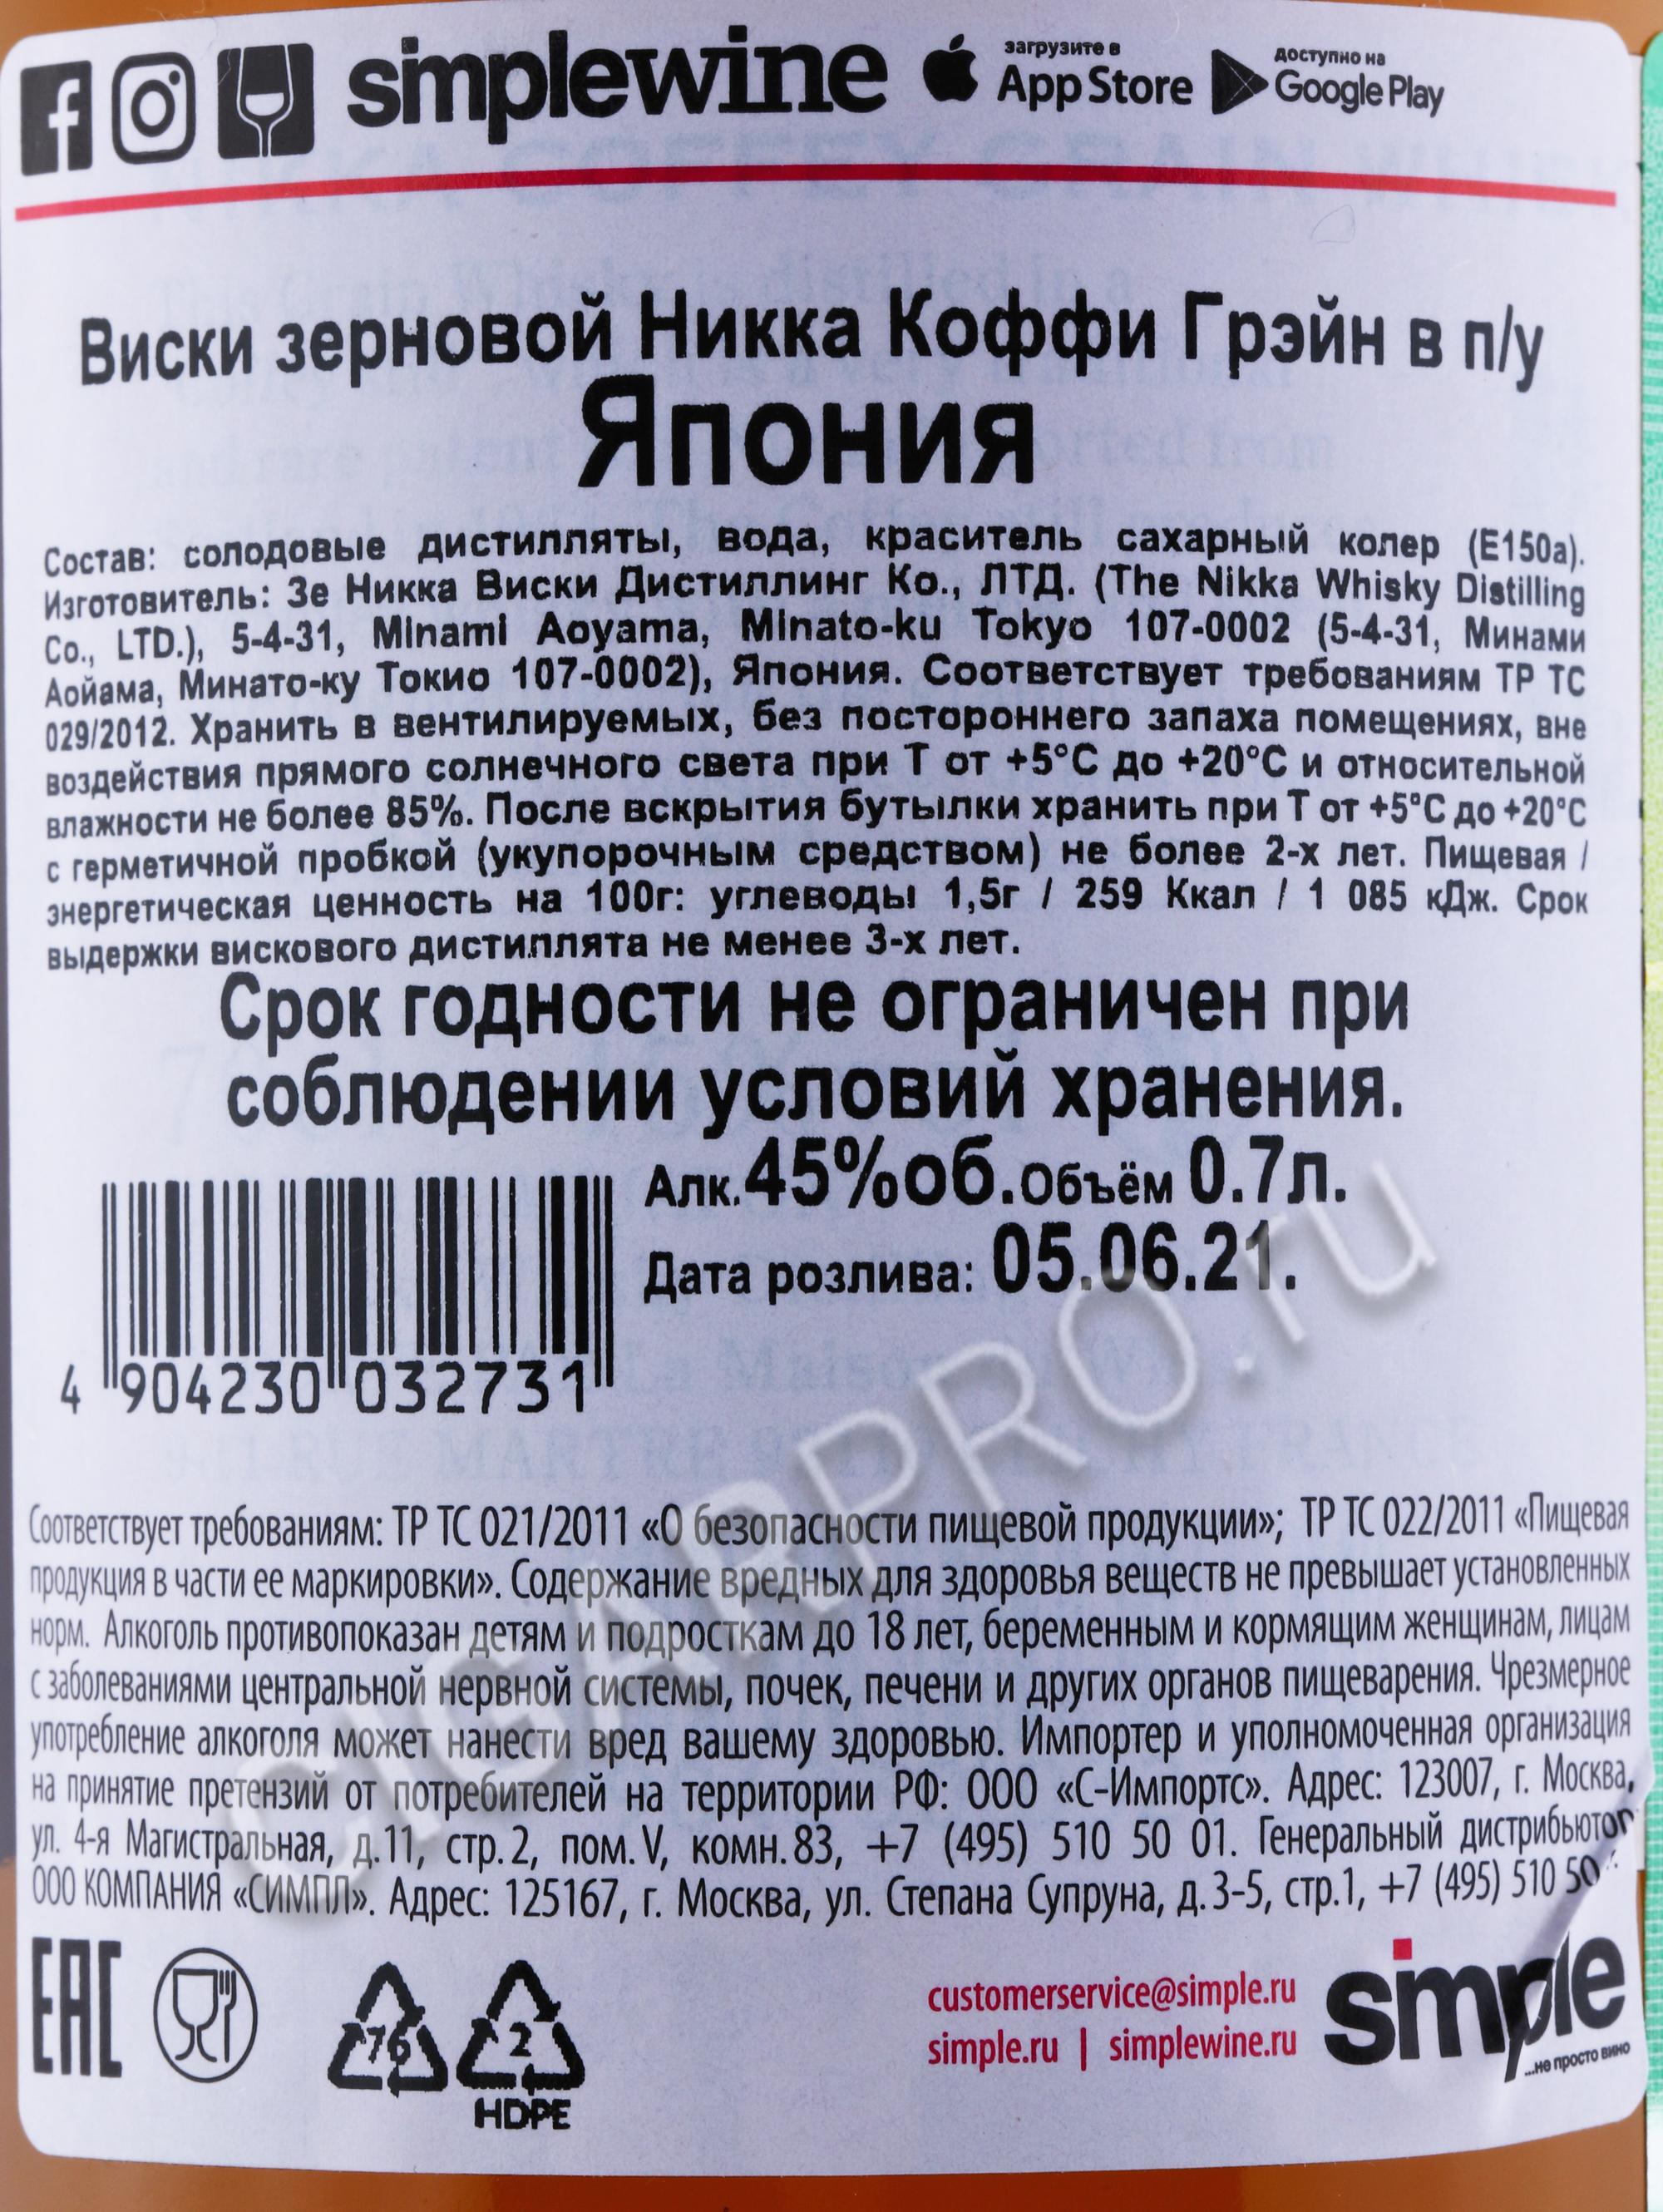 simplewine загрузите в App Store доступно на Google Play
Виски зерновой Никка Коффи Грэйн в п/у
Япония
Состав: солодовые дистилляты, вода, краситель сахарный колер (Е150а).
Изготовитель: Зе Никка Виски Дистиллинг Ко., ЛТД. (The Nikka Whisky Distilling
Co., LTD.), 5-4-31, Minami Aoyama, Minato-ku Tokyo 107-0002 (5-4-31, Минами
Аойама, Минато-ку Токио 107-0002), Япония. Соответствует требованиям ТР ТС
029/2012. Хранить в вентилируемых, без постороннего запаха помещениях, вне
воздействия прямого солнечного света при Т от +5°С до +20°С и относительной
влажности не более 85%. После вскрытия бутылки хранить при Т от +5°С до +20°С
с герметичной пробкой (укупорочным средством) не более 2-х лет. Пищевая /
энергетическая ценность на 100г: углеводы 1,5г / 259 Ккал / 1 085 кДж. Срок
выдержки вискового дистиллята не менее 3-х лет.
Срок годности не ограничен при
соблюдении условий хранения.
Алк.45%об.Объём 0.7л.
Дата розлива: 05.06.21.
4 904230 032731
Соответствует требованиям: ТР ТС 021/2011 «О безопасности пищевой продукции»; ТР ТС 022/2011 «Пищевая
продукция в части ее маркировки». Содержание вредных для здоровья веществ не превышает установленных
норм. Алкоголь противопоказан детям и подросткам до 18 лет, беременным и кормящим женщинам, лицам
с заболеваниями центральной нервной системы, почек, печени и других органов пищеварения. Чрезмерное
употребление алкоголя может нанести вред вашему здоровью. Импортер и уполномоченная организация
на принятие претензий от потребителей на территории РФ: ООО «С-Импортс». Адрес: 123007, г. Москва,
ул. 4-я Магистральная, д.11, стр.2, пом.V, комн.83, +7 (495) 510 50 01. Генеральный дистрибьютор
ООО КОМПАНИЯ «СИМПЛ». Адрес: 125167, г. Москва, ул. Степана Супруна, д.3-5, стр.1, +7 (495) 510 50
EAC
76 2
HDPE
customerservice@simple.ru
simple.ru | simplewine.ru
simple
...не просто вино
CIGARPRO.ru